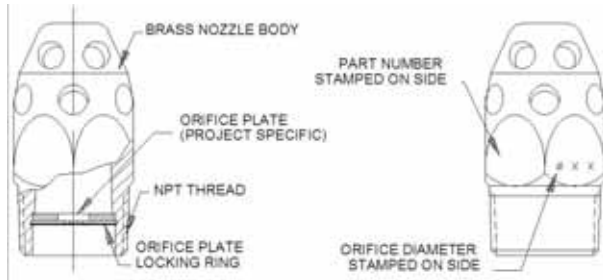 BRASS NOZZLE BODY
PART NUMBER
STAMPED ON SIDE
ORIFICE PLATE
(PROJECT SPECIFIC)
NPT THREAD
ORIFICE PLATE
LOCKING RING
ø X X
ORIFICE DIAMETER
STAMPED ON SIDE